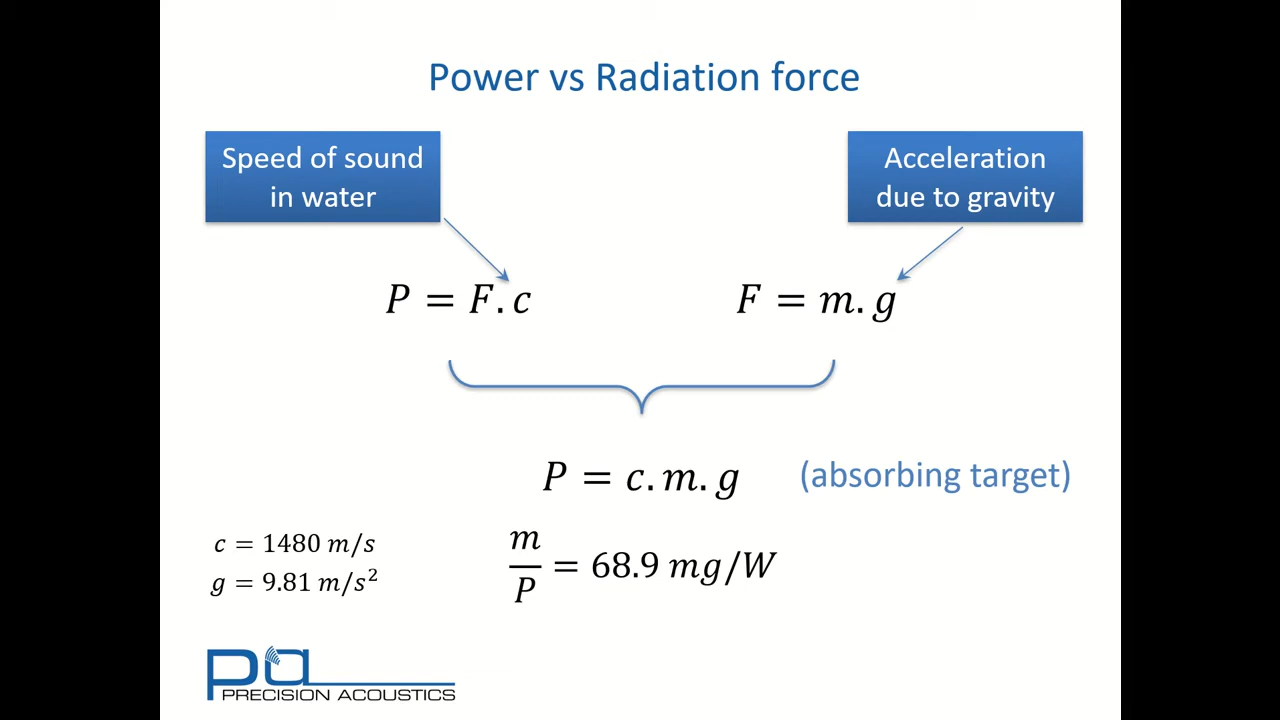 Power vs Radiation force
Speed of sound
in water
Acceleration
due to gravity
P = F. c
F = m. g
P = c. m. g
(absorbing target)
c = 1480 m/s
g = 9.81 m/s²
m/P = 68.9 mg/W
pa
PRECISION ACOUSTICS